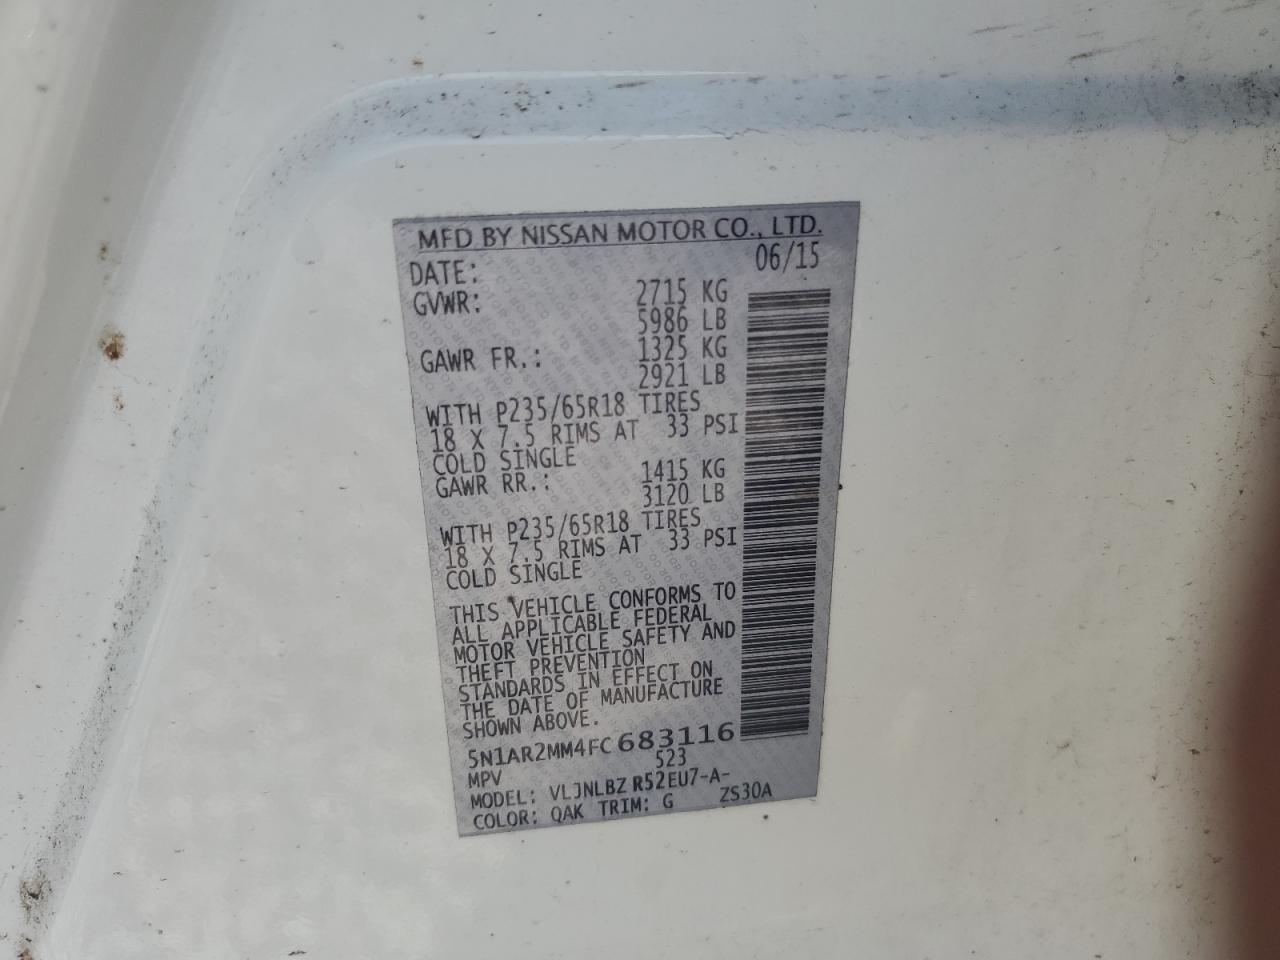 MFD BY NISSAN MOTOR CO., LTD.
DATE: 06/15
GVWR: 2715 KG
5986 LB
GAWR FR.: 1325 KG
2921 LB
WITH P235/65R18 TIRES
18 X 7.5 RIMS AT 33 PSI
COLD SINGLE
GAWR RR.: 1415 KG
3120 LB
WITH P235/65R18 TIRES
18 X 7.5 RIMS AT 33 PSI
COLD SINGLE
THIS VEHICLE CONFORMS TO
ALL APPLICABLE FEDERAL
MOTOR VEHICLE SAFETY AND
THEFT PREVENTION
STANDARDS IN EFFECT ON
THE DATE OF MANUFACTURE
SHOWN ABOVE.
5N1AR2MM4FC683116
MPV 523
MODEL: VLJNLBZ R52EU7-A-
COLOR: QAK TRIM: G ZS30A